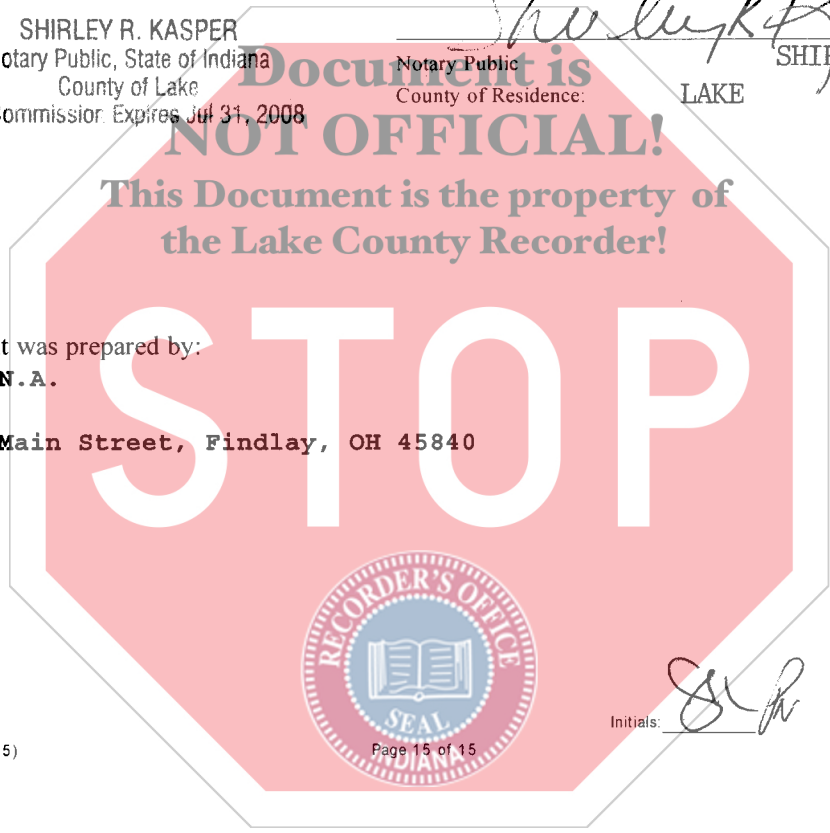 SHIRLEY R. KASPER
otary Public, State of Indiana
County of Lake
ommission Expires Jul 31, 2008
Notary Public
SHIR
County of Residence:
LAKE
Document is
NOT OFFICIAL!
This Document is the property of
the Lake County Recorder!
STOP
t was prepared by:
N.A.
Main Street, Findlay, OH 45840
RECORDER'S OFFICE
SEAL
INDIANA
Initials:
5)
Page 15 of 15